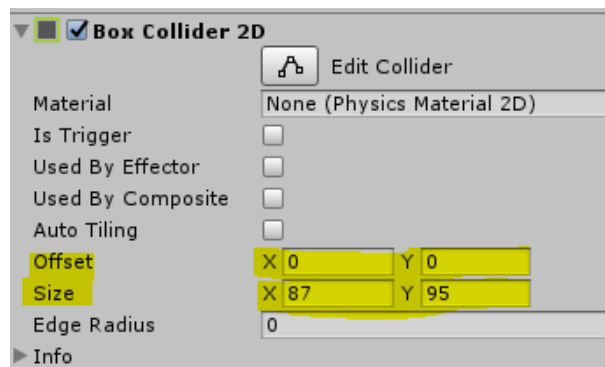 Box Collider 2D
Edit Collider
Material None (Physics Material 2D)
Is Trigger
Used By Effector
Used By Composite
Auto Tiling
Offset X 0 Y 0
Size X 87 Y 95
Edge Radius 0
Info